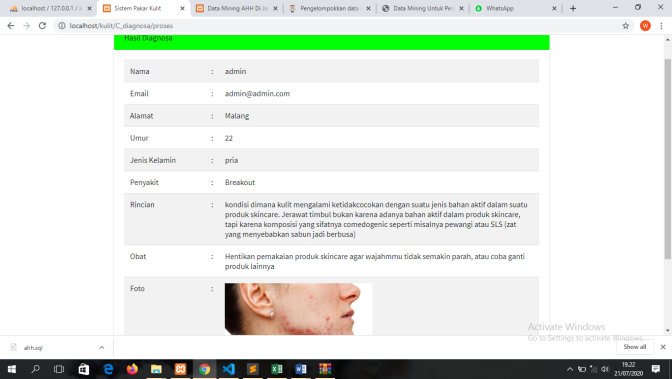 localhost / 127.0.0.1 /
Sistem Pakar Kulit
Data Mining AHH Di Ja
Pengelompokkan data
Data Mining Untuk Pen
WhatsApp
localhost/kulit/C_diagnosa/proses
W
Hasil Diagnosa
Nama : admin
Email : admin@admin.com
Alamat : Malang
Umur : 22
Jenis Kelamin : pria
Penyakit : Breakout
Rincian : kondisi dimana kulit mengalami ketidakcocokan dengan suatu jenis bahan aktif dalam suatu
produk skincare. Jerawat timbul bukan karena adanya bahan aktif dalam produk skincare,
tapi karena komposisi yang sifatnya comedogenic seperti misalnya pewangi atau SLS (zat
yang menyebabkan sabun jadi berbusa)
Obat : Hentikan pemakaian produk skincare agar wajahmmu tidak semakin parah, atau coba ganti
produk lainnya
Foto :
Activate Windows
Go to Settings to activate Windows.
ahh.sql
Show all
19.22
21/07/2020